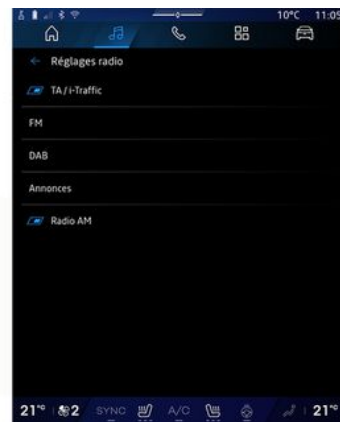 10°C 11:05
Réglages radio
TA / i-Traffic
FM
DAB
Annonces
Radio AM
21°C 2 SYNC A/C 21°C